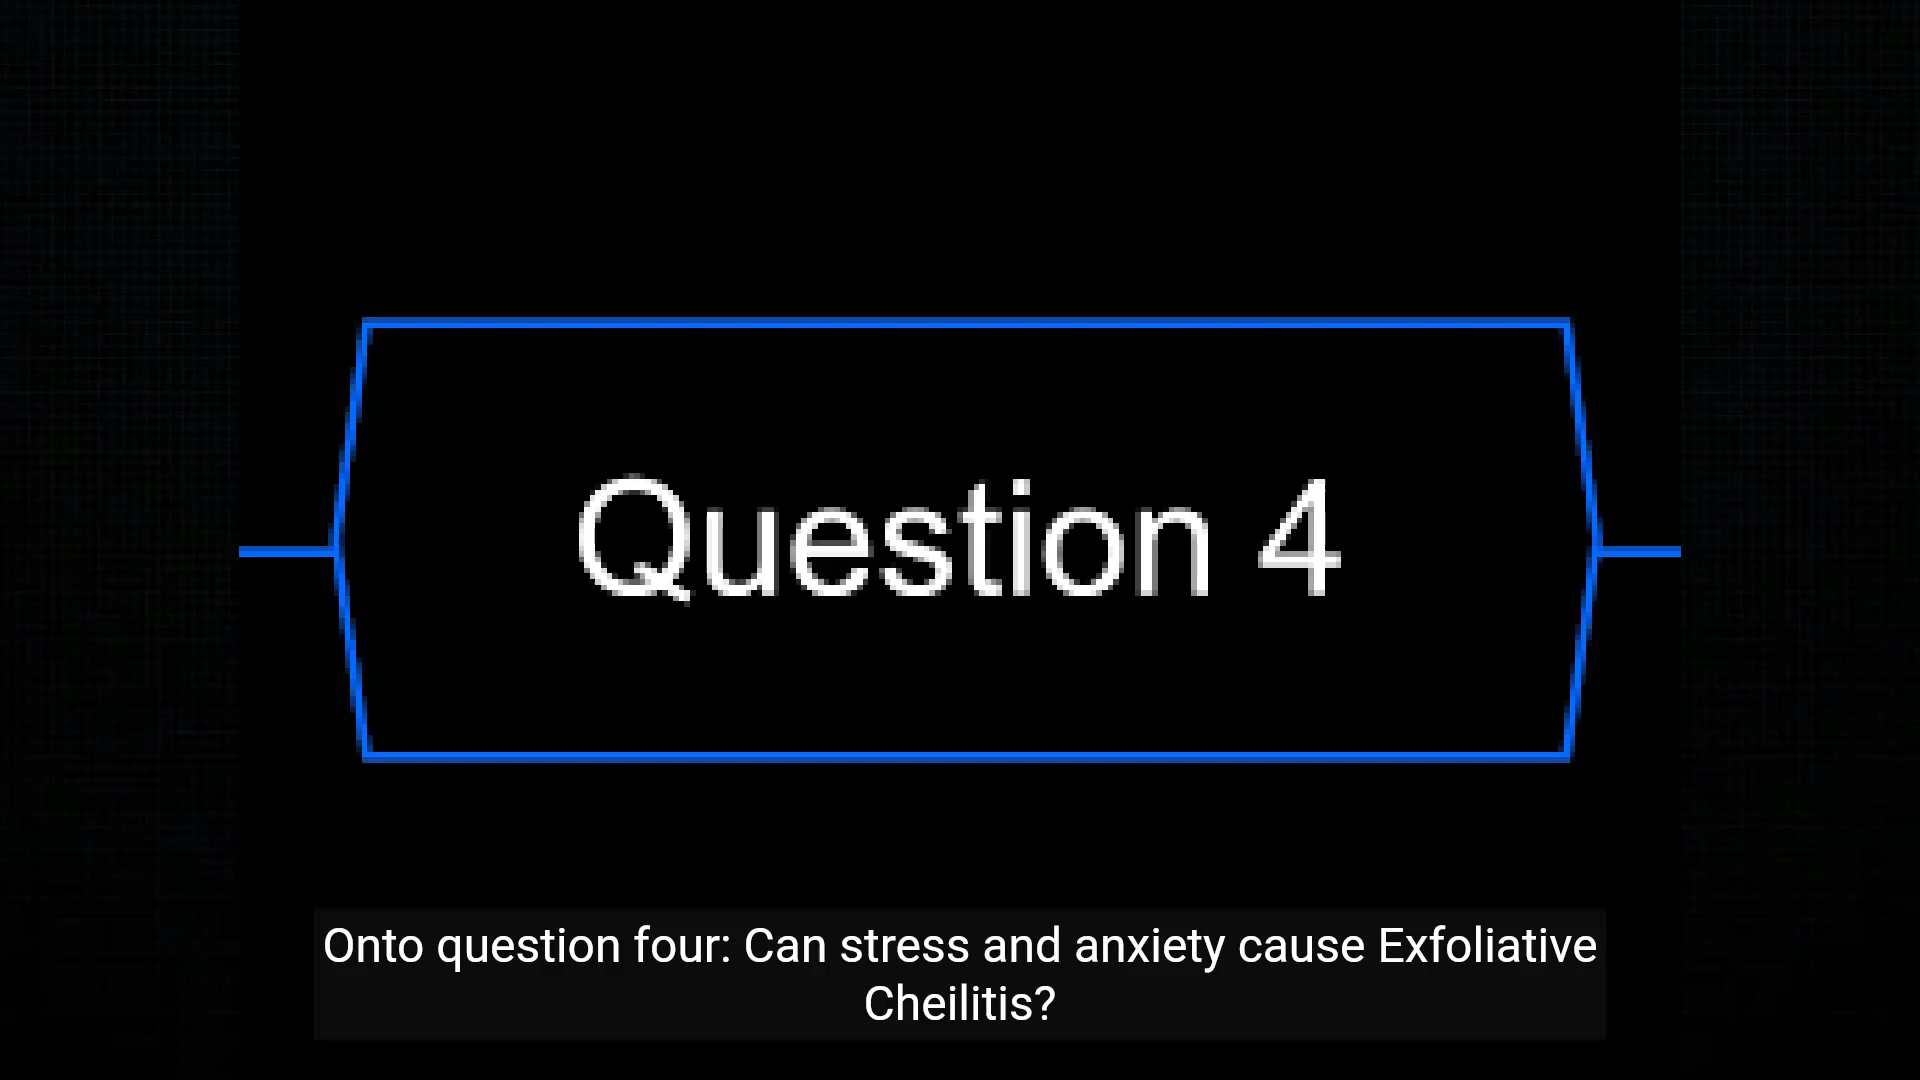 Question 4
Onto question four: Can stress and anxiety cause Exfoliative
Cheilitis?